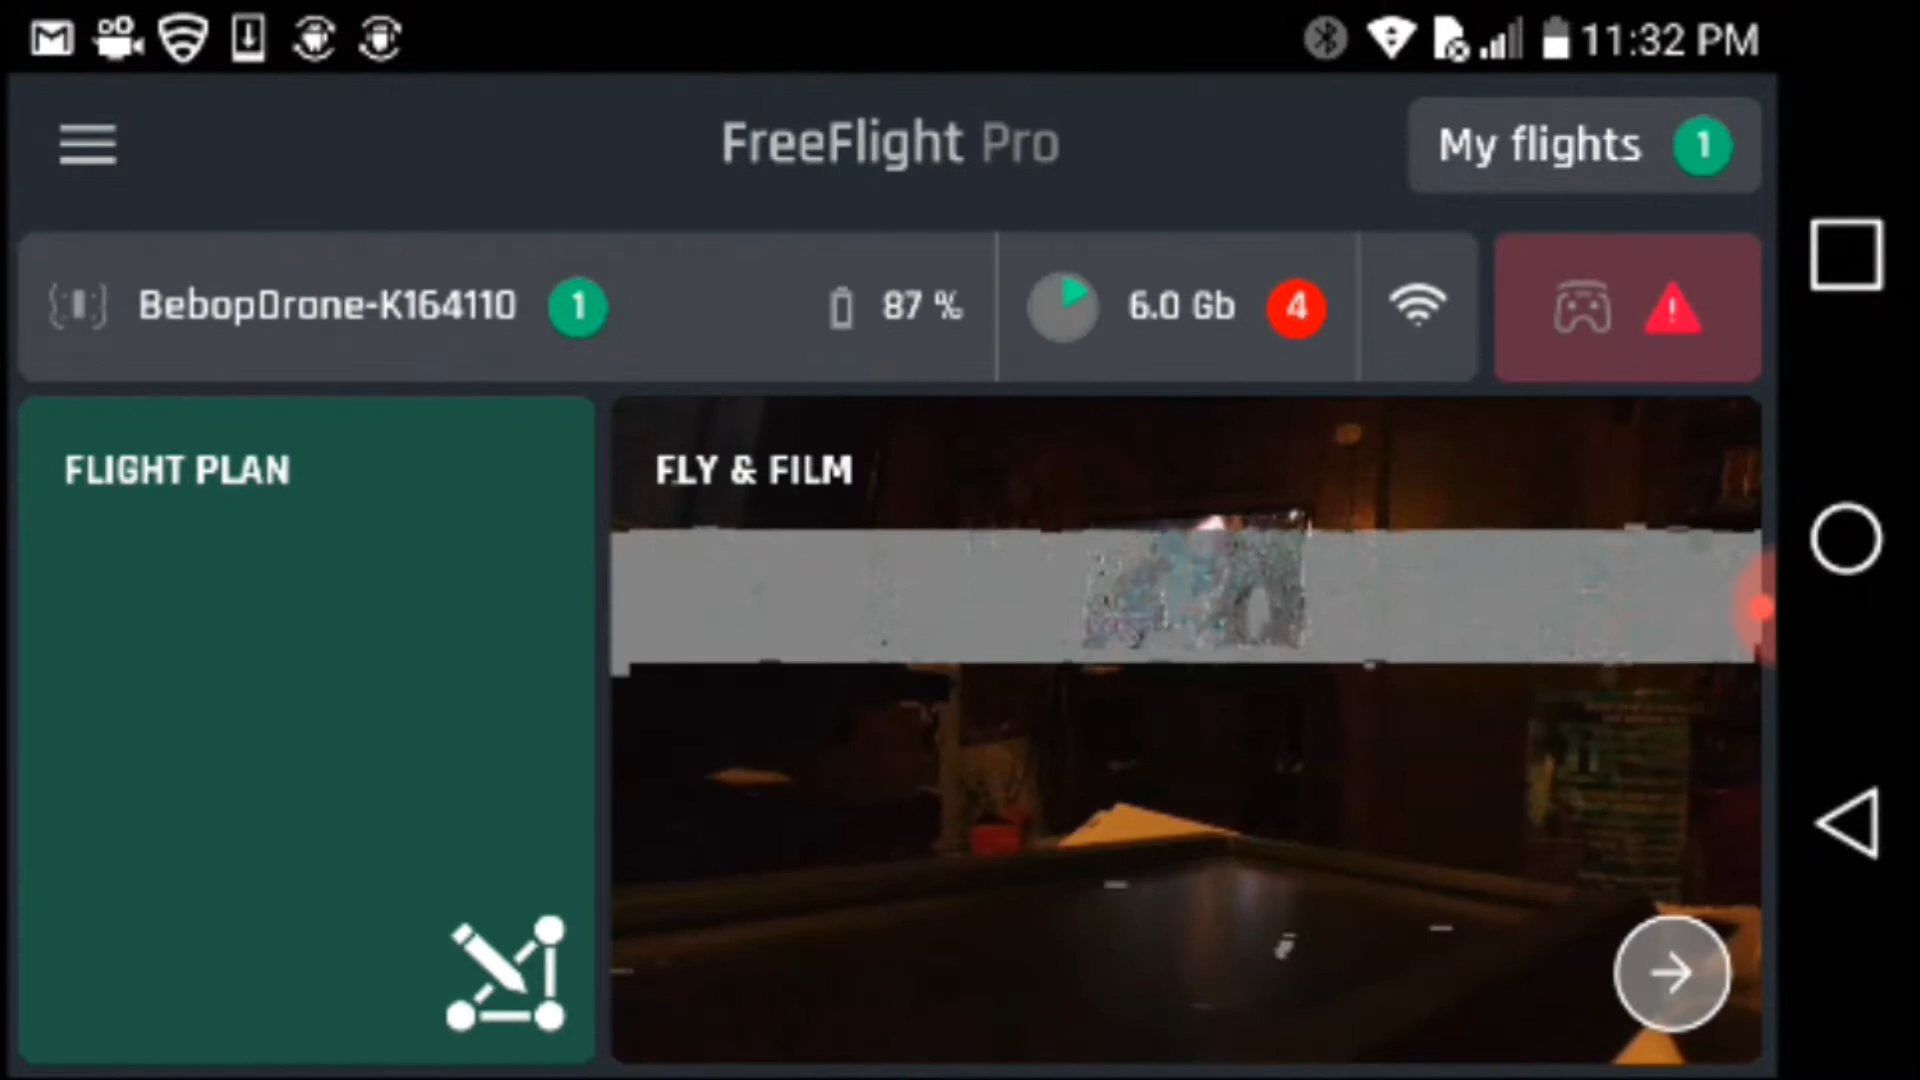 11:32 PM
FreeFlight Pro
My flights 1
BebopDrone-K164110 1 87 % 6.0 Gb 4
FLIGHT PLAN
FLY & FILM